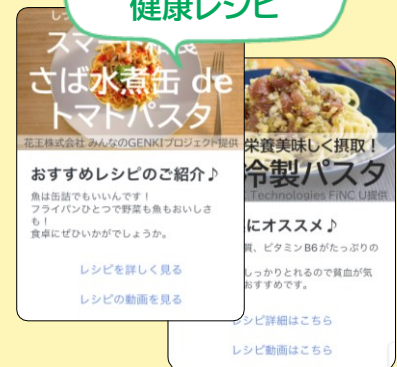 健康レシピ
スマート和食
さば水煮缶 de
トマトパスタ
花王株式会社 みんなのGENKIプロジェクト提供
おすすめレシピのご紹介♪
魚は缶詰でもいいんです!
フライパンひとつで野菜も魚もおいしさ
も!
食卓にぜひいかがでしょうか。
レシピを詳しく見る
レシピの動画を見る
栄養美味しく摂取!
冷製パスタ
Technologies FiNC U提供
にオススメ♪
質、ビタミンB6がたっぷりの
しっかりとれるので貧血が気
おすすめです。
レシピ詳細はこちら
レシピ動画はこちら